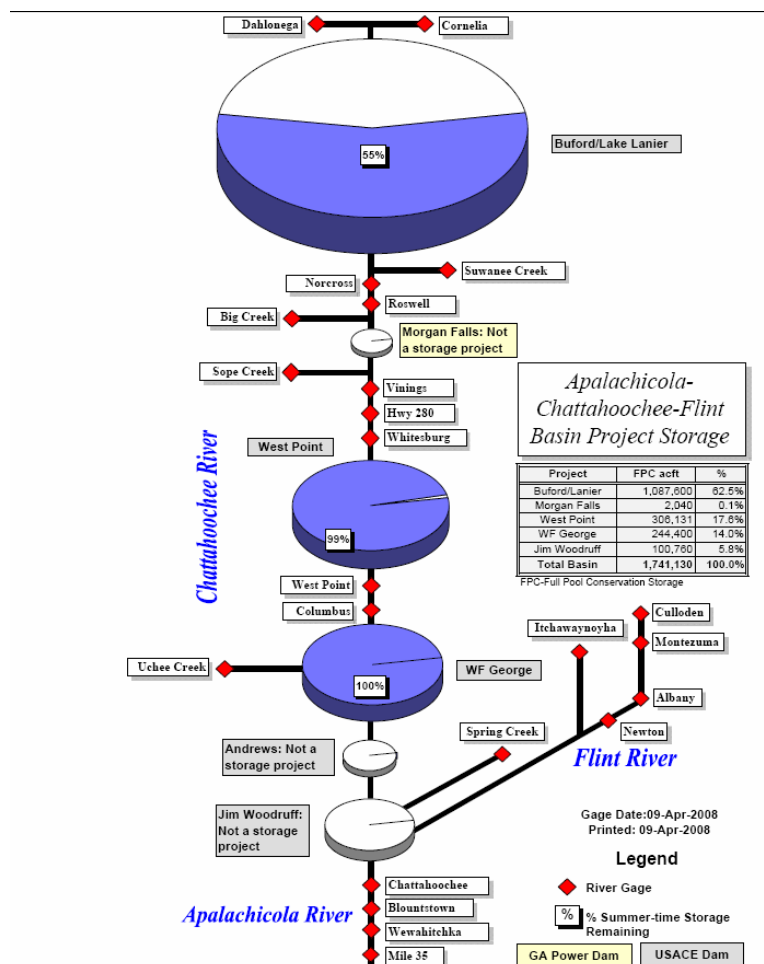 Dahlonega
Cornelia
55%
Buford/Lake Lanier
Suwanee Creek
Norcross
Roswell
Big Creek
Morgan Falls: Not
a storage project
Sope Creek
Vinings
Hwy 280
Whitesburg
Chattahoochee River
West Point
99%
Apalachicola-
Chattahoochee-Flint
Basin Project Storage
Project FPC acft %
Buford/Lanier 1,087,600 62.5%
Morgan Falls 2,040 0.1%
West Point 306,131 17.6%
WF George 244,400 14.0%
Jim Woodruff 100,760 5.8%
Total Basin 1,741,130 100.0%
FPC-Full Pool Conservation Storage
West Point
Columbus
Uchee Creek
100%
WF George
Culloden
Itchawaynoyha
Montezuma
Albany
Newton
Spring Creek
Flint River
Andrews: Not a
storage project
Jim Woodruff:
Not a storage
project
Gage Date:09-Apr-2008
Printed: 09-Apr-2008
Legend
River Gage
% % Summer-time Storage
Remaining
GA Power Dam USACE Dam
Apalachicola River
Chattahoochee
Blountstown
Wewahitchka
Mile 35